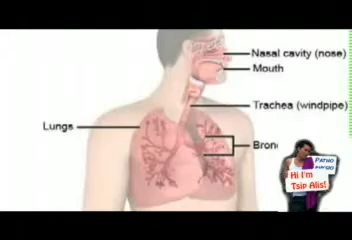 Nasal cavity (nose)
Mouth
Trachea (windpipe)
Lungs
Bron
Hi I'm
Tsip Alis!